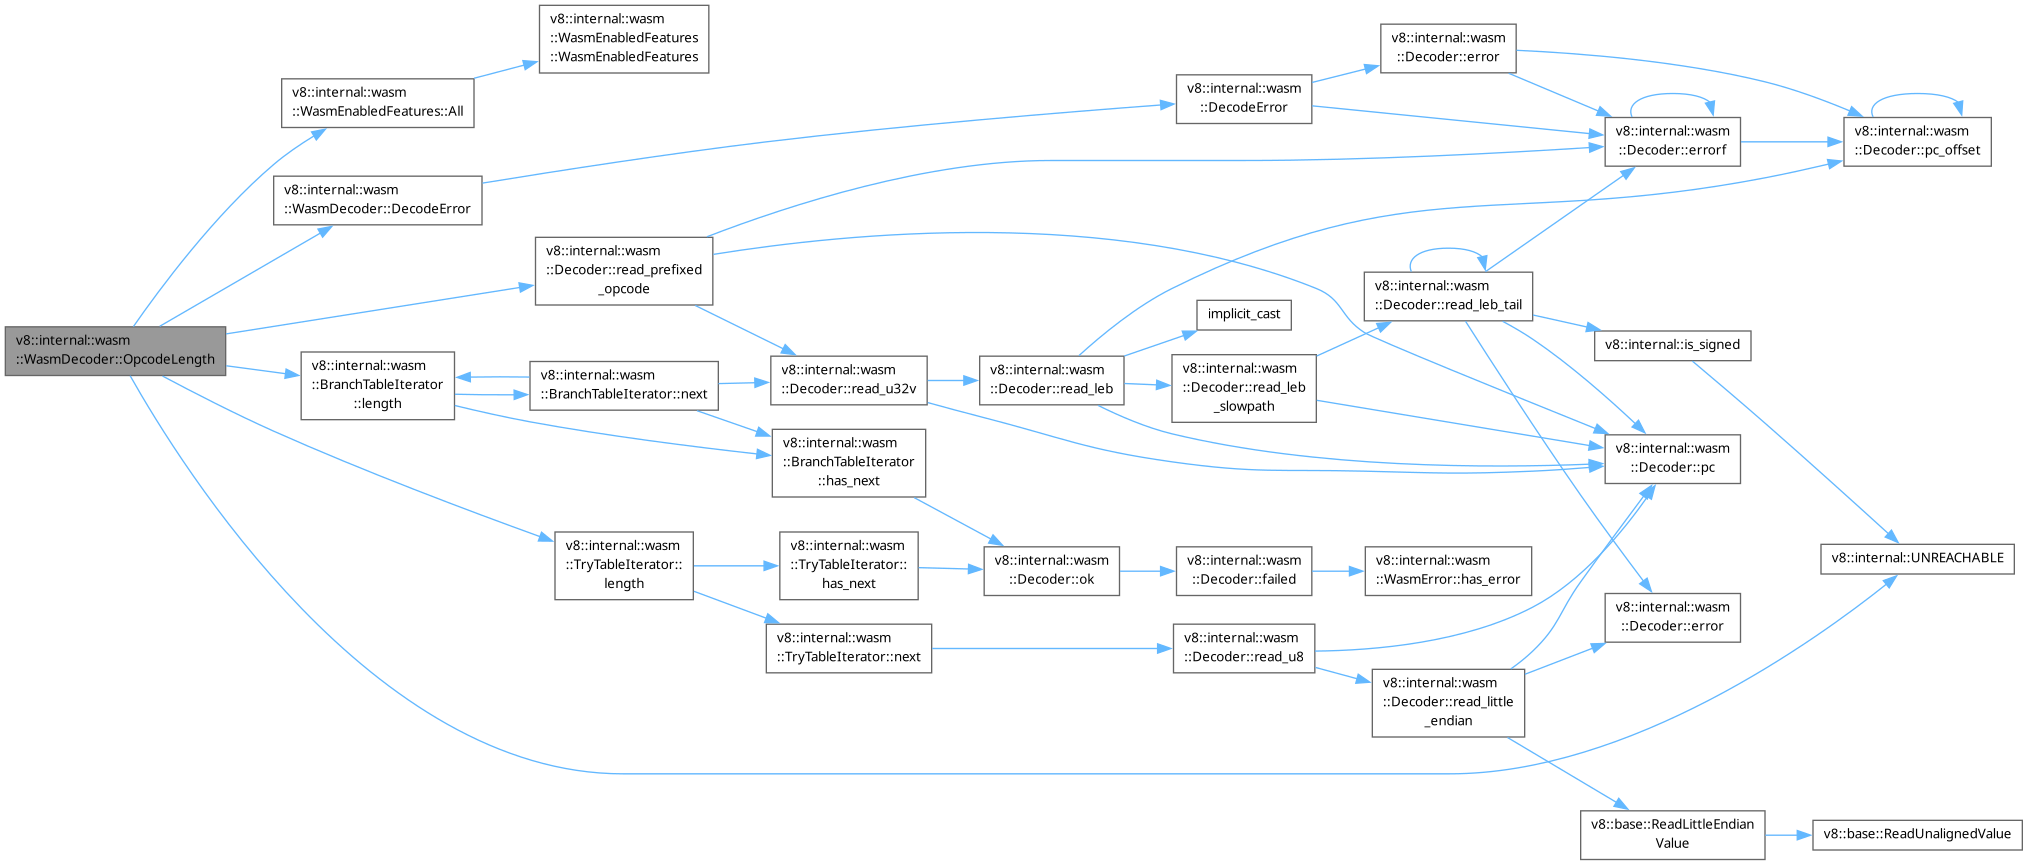 v8::internal::wasm
::WasmDecoder::OpcodeLength
v8::internal::wasm
::WasmEnabledFeatures::All
v8::internal::wasm
::WasmEnabledFeatures
::WasmEnabledFeatures
v8::internal::wasm
::WasmDecoder::DecodeError
v8::internal::wasm
::DecodeError
v8::internal::wasm
::Decoder::error
v8::internal::wasm
::Decoder::errorf
v8::internal::wasm
::Decoder::pc_offset
v8::internal::wasm
::Decoder::read_prefixed
_opcode
v8::internal::wasm
::BranchTableIterator
::length
v8::internal::wasm
::BranchTableIterator::next
v8::internal::wasm
::Decoder::read_u32v
v8::internal::wasm
::BranchTableIterator
::has_next
v8::internal::wasm
::Decoder::read_leb
implicit_cast
v8::internal::wasm
::Decoder::read_leb
_slowpath
v8::internal::wasm
::Decoder::read_leb_tail
v8::internal::is_signed
v8::internal::wasm
::Decoder::pc
v8::internal::wasm
::TryTableIterator::
length
v8::internal::wasm
::TryTableIterator::
has_next
v8::internal::wasm
::Decoder::ok
v8::internal::wasm
::Decoder::failed
v8::internal::wasm
::WasmError::has_error
v8::internal::UNREACHABLE
v8::internal::wasm
::TryTableIterator::next
v8::internal::wasm
::Decoder::read_u8
v8::internal::wasm
::Decoder::error
v8::internal::wasm
::Decoder::read_little
_endian
v8::base::ReadLittleEndian
Value
v8::base::ReadUnalignedValue